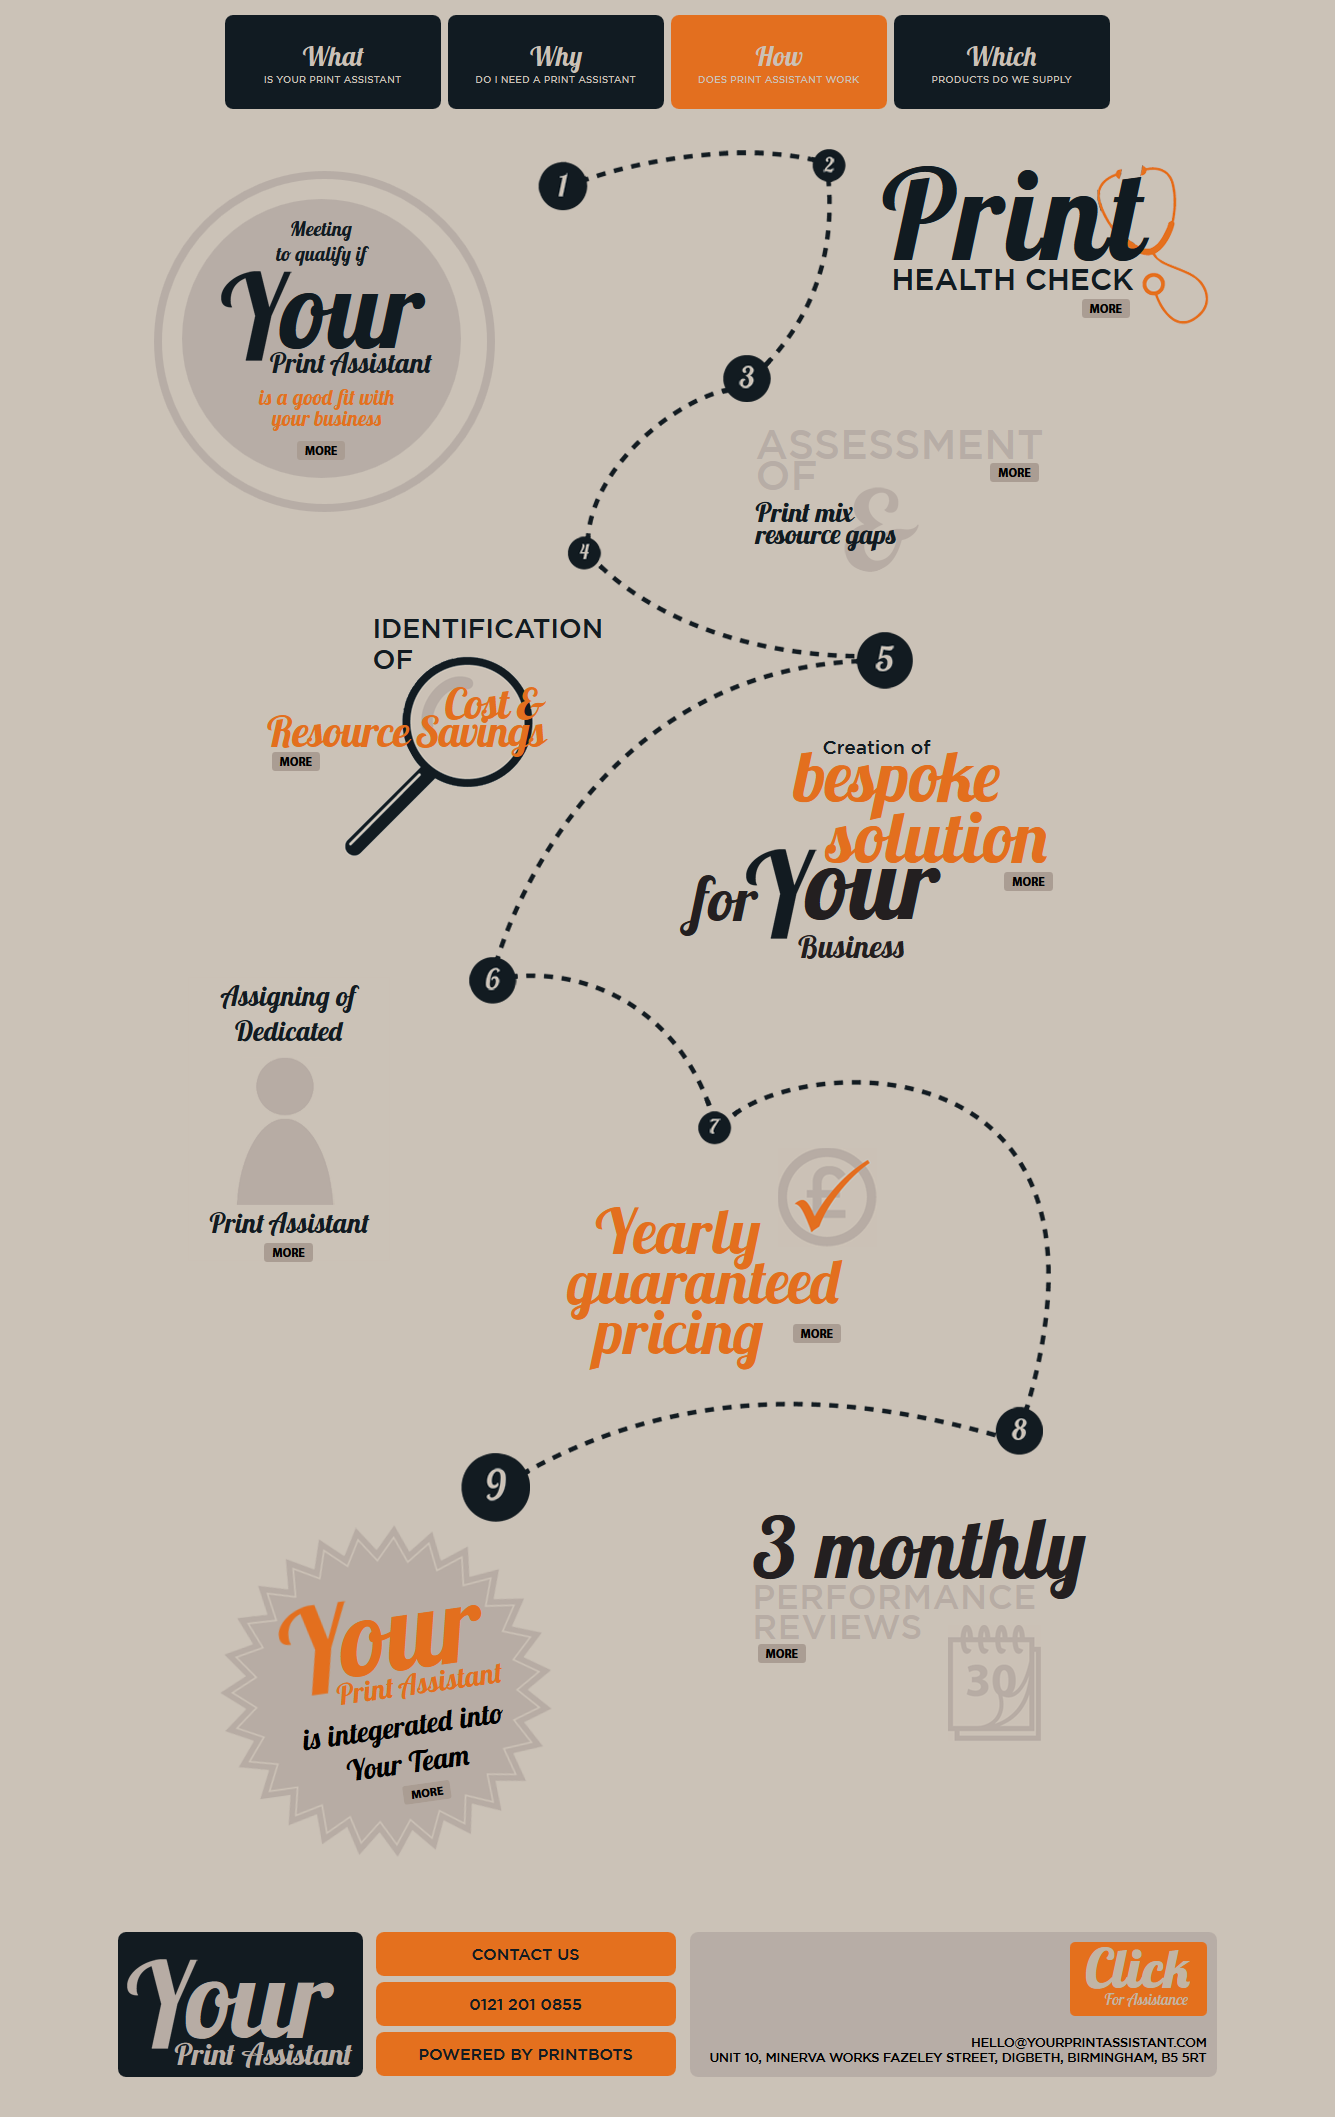 What
IS YOUR PRINT ASSISTANT
Why
DO I NEED A PRINT ASSISTANT
How
DOES PRINT ASSISTANT WORK
Which
PRODUCTS DO WE SUPPLY
1
2
Meeting
to qualify if
Your
Print Assistant
is a good fit with
your business
MORE
Print
HEALTH CHECK
MORE
3
ASSESSMENT
OF
MORE
Print mix
&
resource gaps
4
IDENTIFICATION
OF
Cost &
Resource Savings
MORE
5
Creation of
bespoke
solution
for Your
MORE
Business
6
Assigning of
Dedicated
Print Assistant
MORE
7
£
Yearly
guaranteed
pricing
MORE
8
9
3 monthly
PERFORMANCE
REVIEWS
MORE
30
Your
Print Assistant
is integerated into
Your Team
MORE
Your
Print Assistant
CONTACT US
0121 201 0855
POWERED BY PRINTBOTS
Click
For Assistance
HELLO@YOURPRINTASSISTANT.COM
UNIT 10, MINERVA WORKS FAZELEY STREET, DIGBETH, BIRMINGHAM, B5 5RT